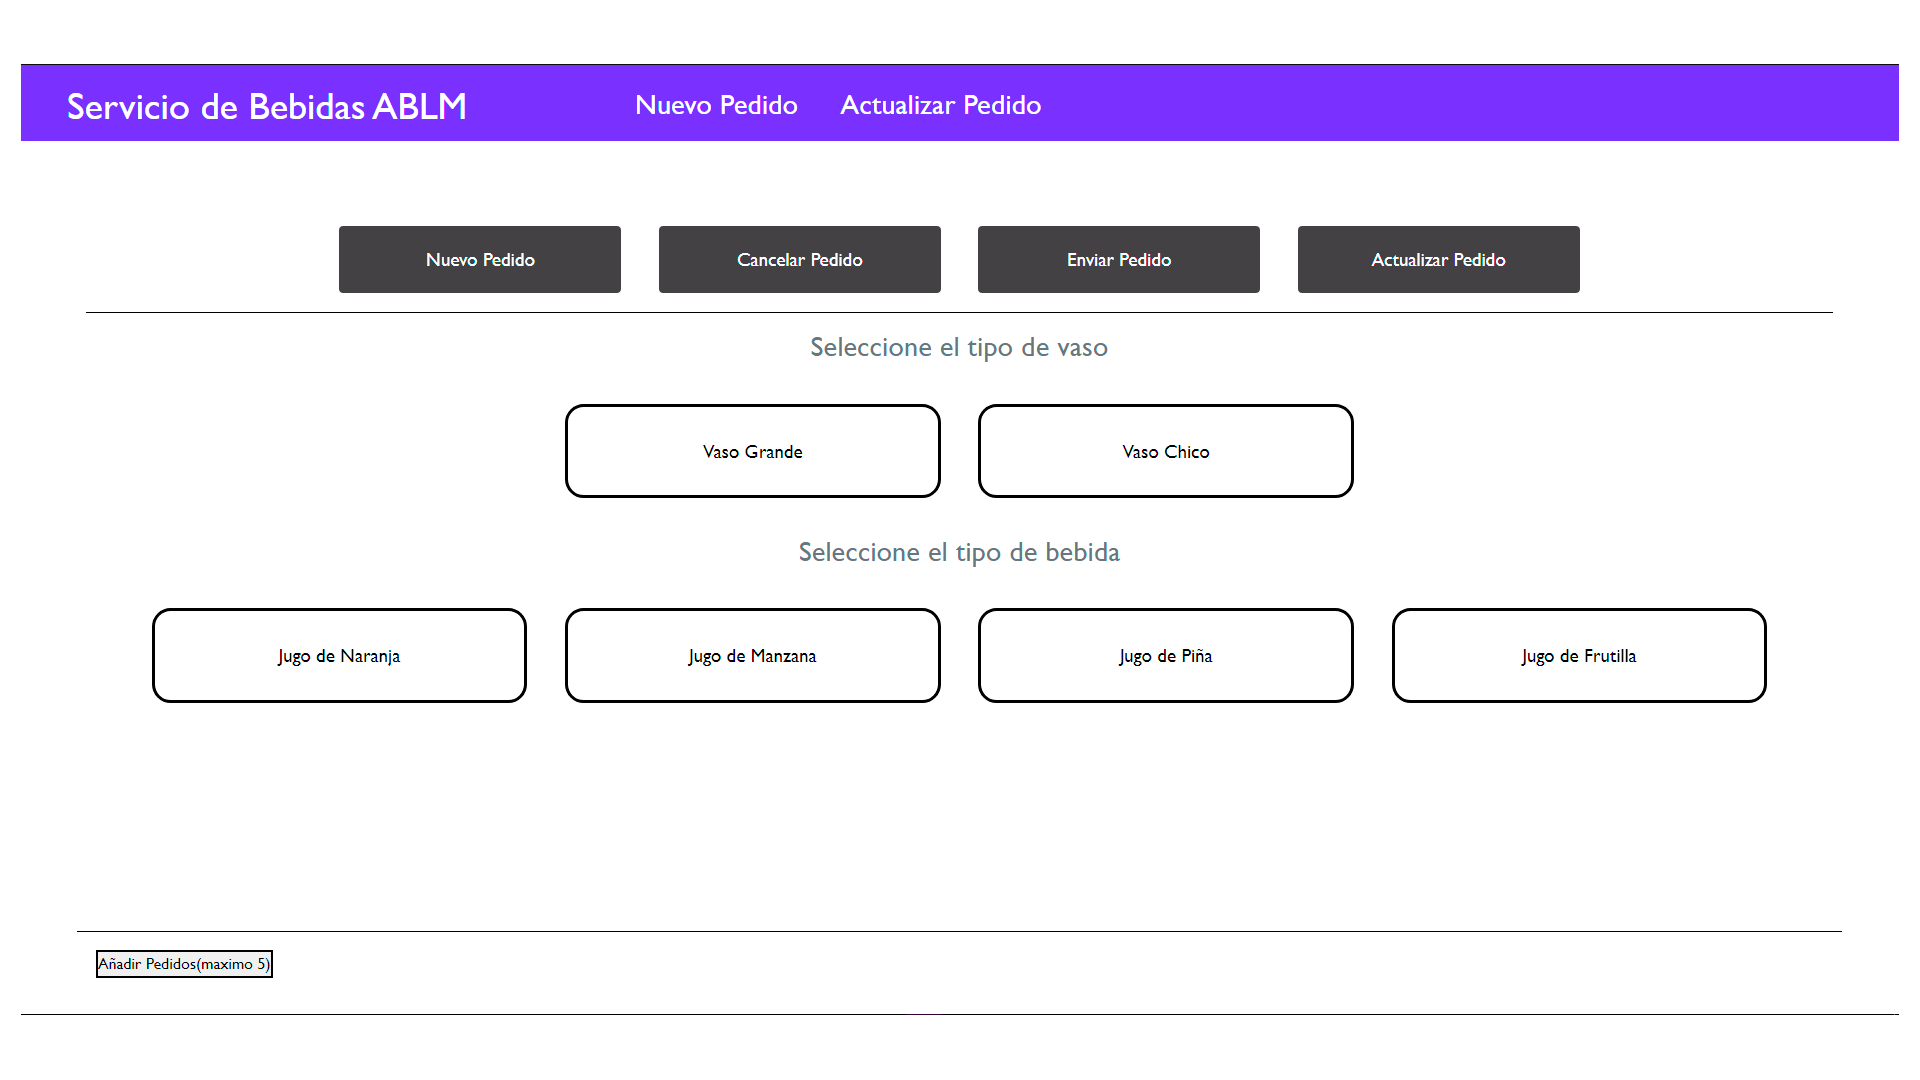 Servicio de Bebidas ABLM
Nuevo Pedido
Actualizar Pedido
Nuevo Pedido
Cancelar Pedido
Enviar Pedido
Actualizar Pedido
Seleccione el tipo de vaso
Vaso Grande
Vaso Chico
Seleccione el tipo de bebida
Jugo de Naranja
Jugo de Manzana
Jugo de Piña
Jugo de Frutilla
Añadir Pedidos(maximo 5)